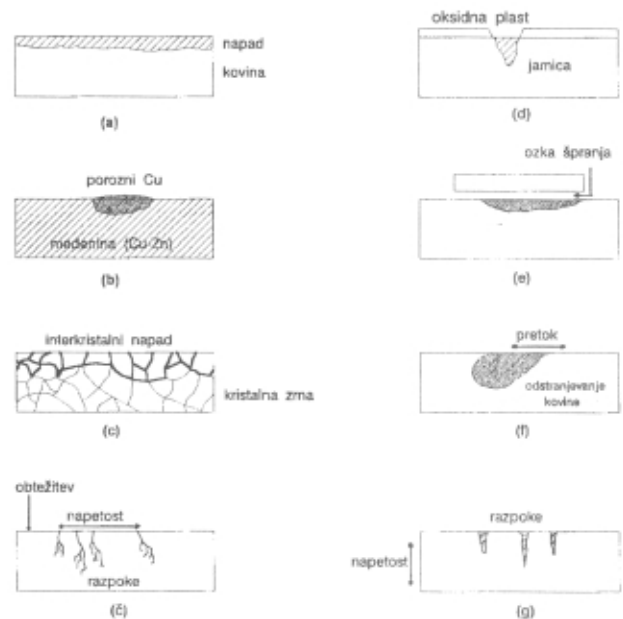 napad
kovina
(a)
porozni Cu
medenina (Cu-Zn)
(b)
interkristalni napad
kristalna zrna
(c)
obtežitev
napetost
razpoke
(č)
oksidna plast
jamica
(d)
ozka špranja
(e)
pretok
odstranjevanje
kovine
(f)
razpoke
napetost
(g)